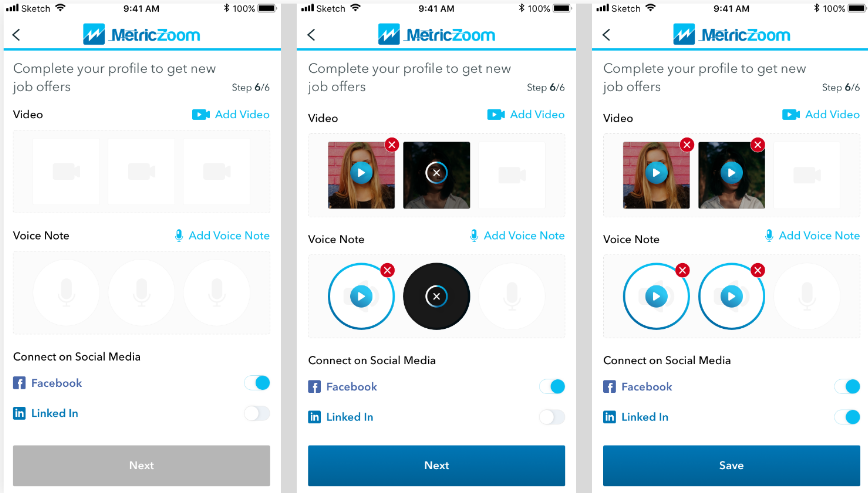 Sketch 9:41 AM 100%
MetricZoom
Complete your profile to get new
job offers
Step 6/6
Video
Add Video
Voice Note
Add Voice Note
Connect on Social Media
Facebook
Linked In
Next
Sketch 9:41 AM 100%
MetricZoom
Complete your profile to get new
job offers
Step 6/6
Video
Add Video
Voice Note
Add Voice Note
Connect on Social Media
Facebook
Linked In
Next
Sketch 9:41 AM 100%
MetricZoom
Complete your profile to get new
job offers
Step 6/6
Video
Add Video
Voice Note
Add Voice Note
Connect on Social Media
Facebook
Linked In
Save